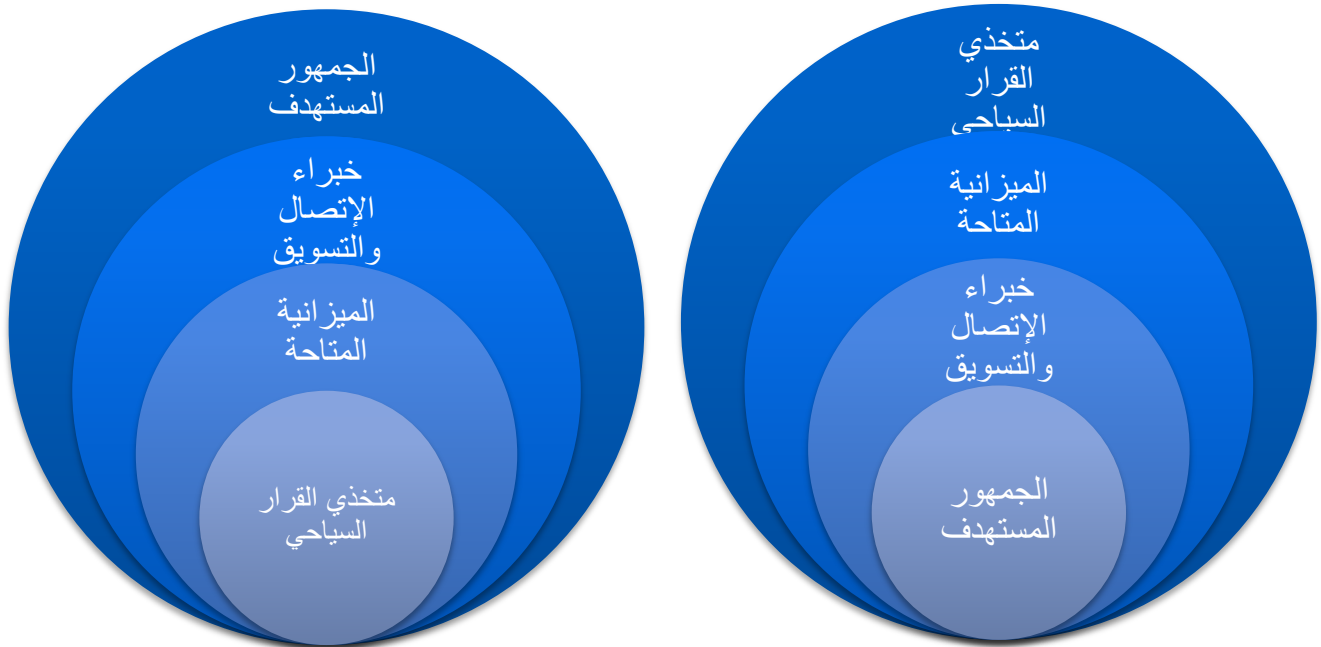 متخذي
القرار
السياحي
الميزانية
المتاحة
خبراء
الإتصال
والتسويق
الجمهور
المستهدف
الجمهور
المستهدف
خبراء
الإتصال
والتسويق
الميزانية
المتاحة
متخذي القرار
السياحي